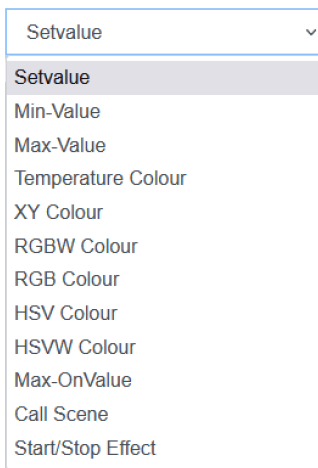 Setvalue
Setvalue
Min-Value
Max-Value
Temperature Colour
XY Colour
RGBW Colour
RGB Colour
HSV Colour
HSVW Colour
Max-OnValue
Call Scene
Start/Stop Effect